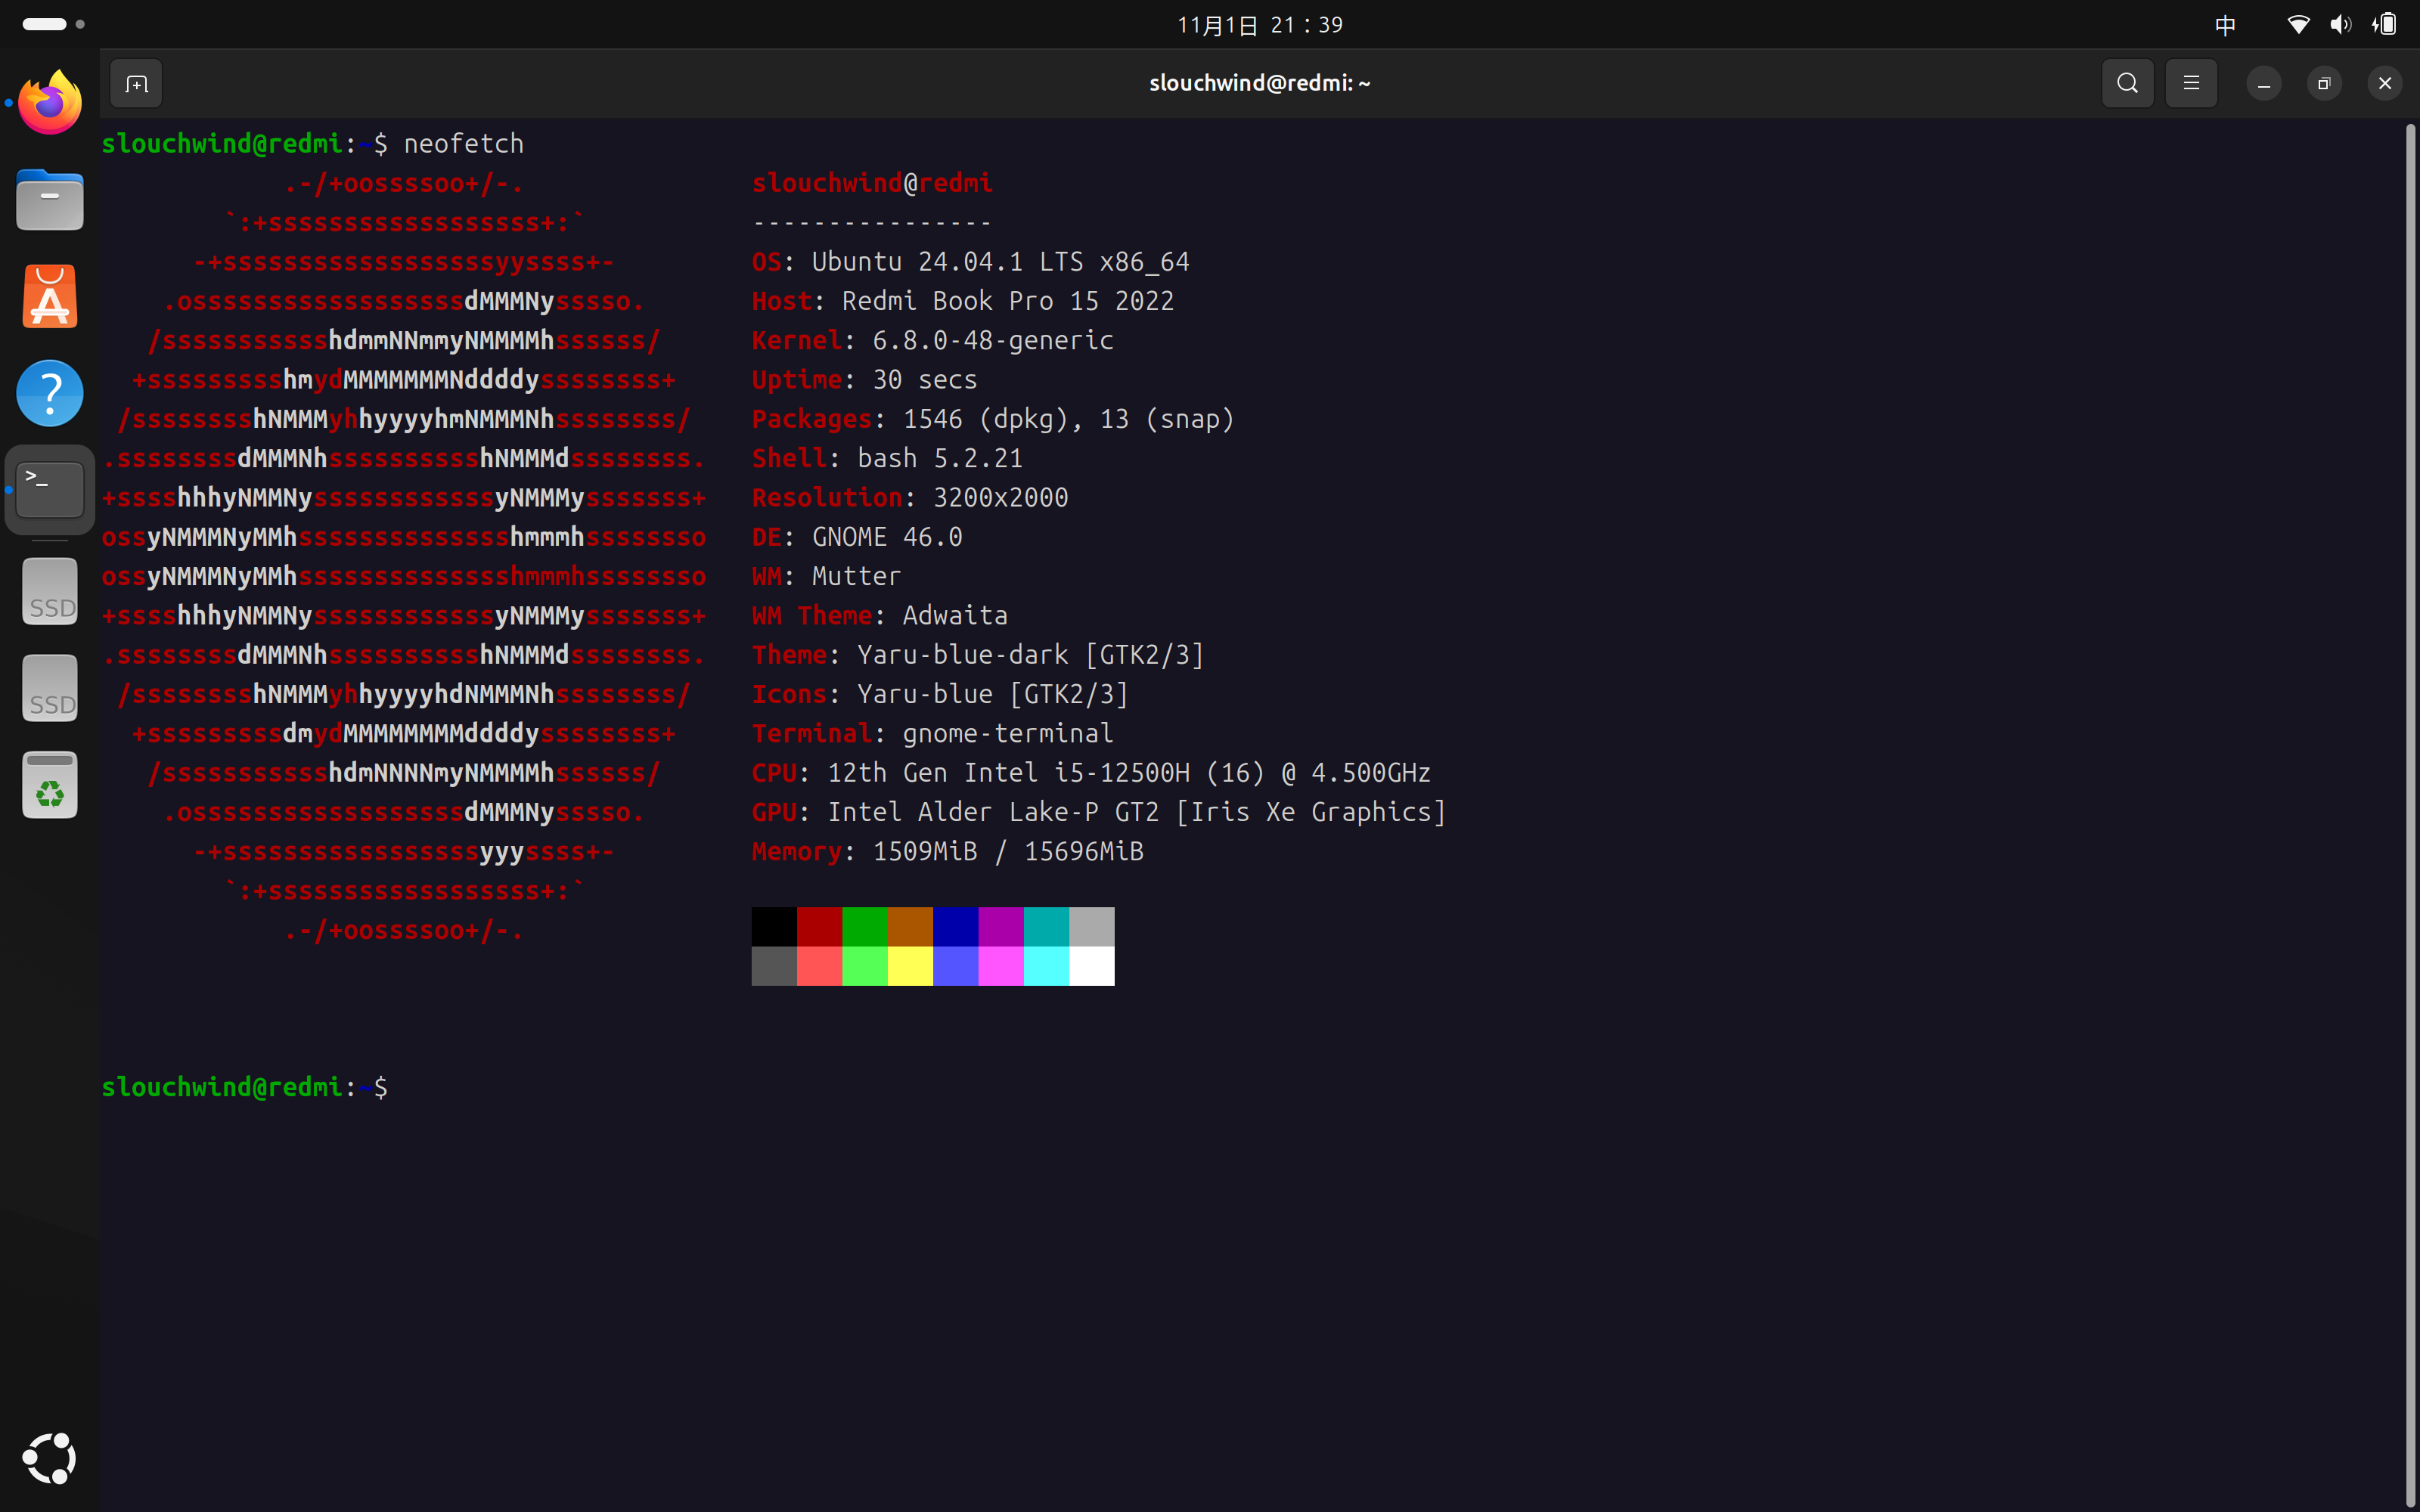 11月1日 21：39
中
slouchwind@redmi: ~
slouchwind@redmi:~$ neofetch
.-/+oossssoo+/-. slouchwind@redmi
`:+ssssssssssssssssss+:` ----------------
-+ssssssssssssssssssyyssss+- OS: Ubuntu 24.04.1 LTS x86_64
.ossssssssssssssssssdMMMNysssso. Host: Redmi Book Pro 15 2022
/ssssssssssshdmmNNmmyNMMMMhssssss/ Kernel: 6.8.0-48-generic
+ssssssssshmydMMMMMMMNddddyssssssss+ Uptime: 30 secs
/sssssssshNMMMyhhyyyyhmNMMMNhssssssss/ Packages: 1546 (dpkg), 13 (snap)
.ssssssssdMMMNhsssssssssshNMMMdssssssss. Shell: bash 5.2.21
+sssshhhyNMMNyssssssssssssyNMMMysssssss+ Resolution: 3200x2000
ossyNMMMNyMMhsssssssssssssshmmmhssssssso DE: GNOME 46.0
ossyNMMMNyMMhsssssssssssssshmmmhssssssso WM: Mutter
+sssshhhyNMMNyssssssssssssyNMMMysssssss+ WM Theme: Adwaita
.ssssssssdMMMNhsssssssssshNMMMdssssssss. Theme: Yaru-blue-dark [GTK2/3]
/sssssssshNMMMyhhyyyyhdNMMMNhssssssss/ Icons: Yaru-blue [GTK2/3]
+sssssssssdmydMMMMMMMMddddyssssssss+ Terminal: gnome-terminal
/ssssssssssshdmNNNNmyNMMMMhssssss/ CPU: 12th Gen Intel i5-12500H (16) @ 4.500GHz
.ossssssssssssssssssdMMMNysssso. GPU: Intel Alder Lake-P GT2 [Iris Xe Graphics]
-+sssssssssssssssssyyyssss+- Memory: 1509MiB / 15696MiB
`:+ssssssssssssssssss+:`
.-/+oossssoo+/-.
slouchwind@redmi:~$
SSD
SSD